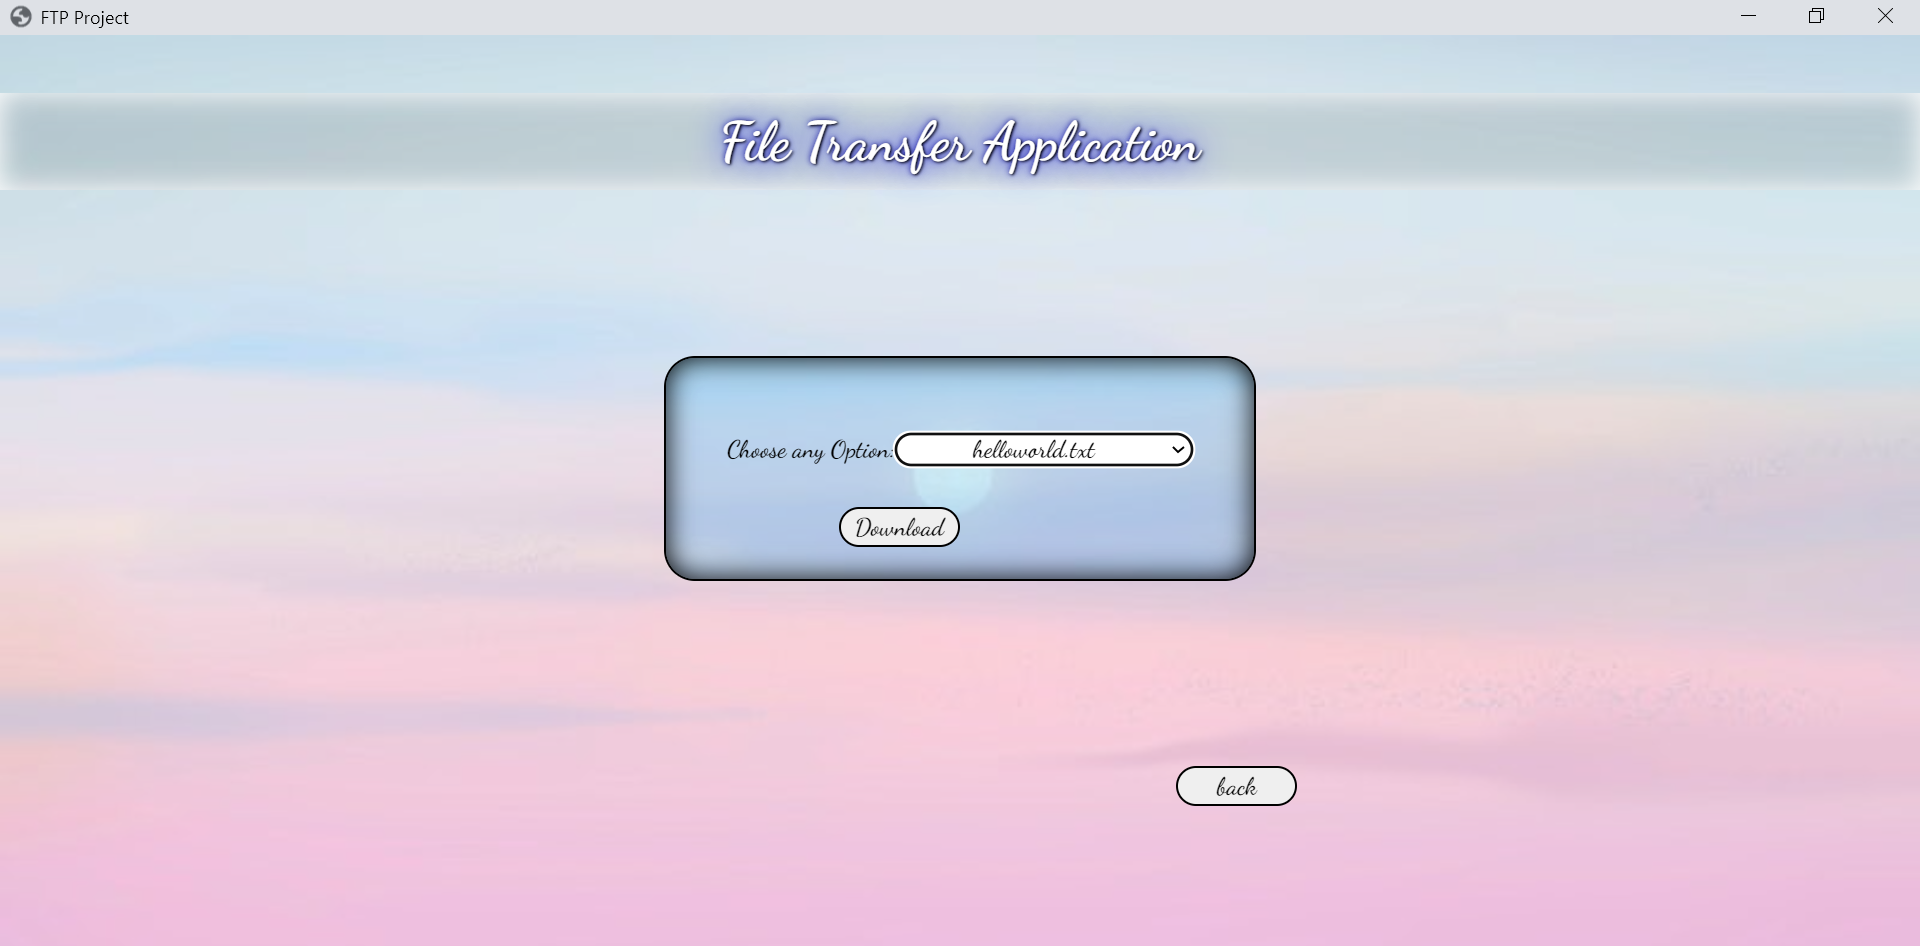 FTP Project
File Transfer Application
Choose any Option:
helloworld.txt
Download
back